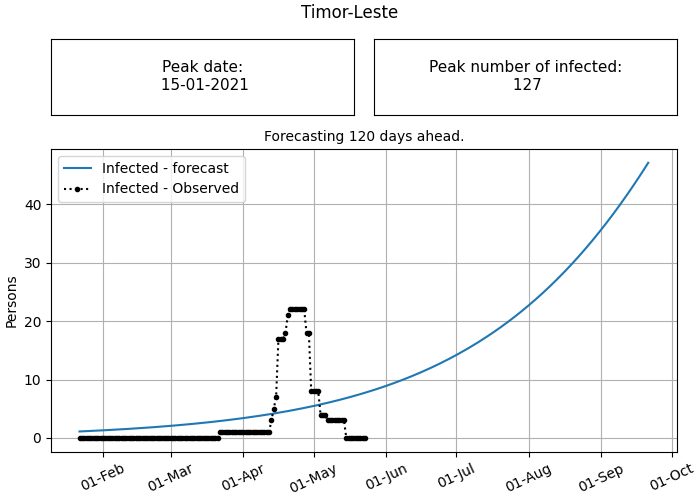 Timor-Leste
Peak date:
15-01-2021
Peak number of infected:
127
Forecasting 120 days ahead.
Infected - forecast
Infected - Observed
Persons
40
30
20
10
0
01-Feb
01-Mar
01-Apr
01-May
01-Jun
01-Jul
01-Aug
01-Sep
01-Oct